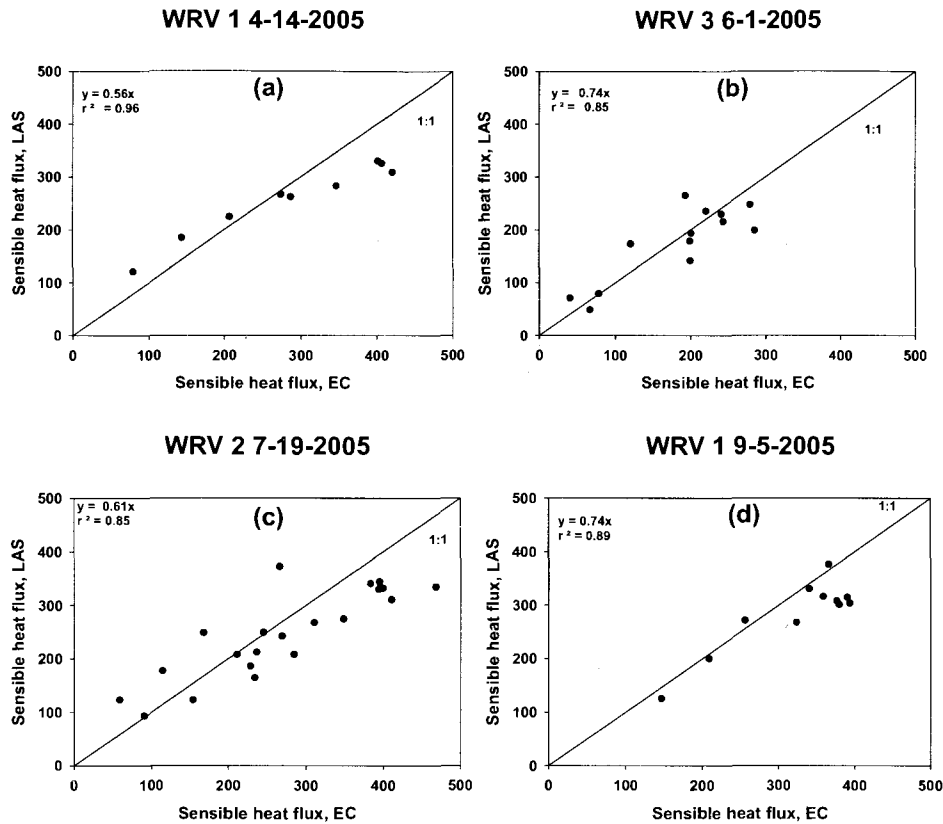 WRV 1 4-14-2005
WRV 3 6-1-2005
500
400
300
200
100
0
Sensible heat flux, LAS
y = 0.56x
r ² = 0.96
(a)
1:1
0 100 200 300 400 500
Sensible heat flux, EC
500
400
300
200
100
0
Sensible heat flux, LAS
y = 0.74x
r ² = 0.85
(b)
1:1
0 100 200 300 400 500
Sensible heat flux, EC
WRV 2 7-19-2005
WRV 1 9-5-2005
500
400
300
200
100
0
Sensible heat flux, LAS
y = 0.61x
r ² = 0.85
(c)
1:1
0 100 200 300 400 500
Sensible heat flux, EC
500
400
300
200
100
0
Sensible heat flux, LAS
y = 0.74x
r ² = 0.89
(d)
1:1
0 100 200 300 400 500
Sensible heat flux, EC